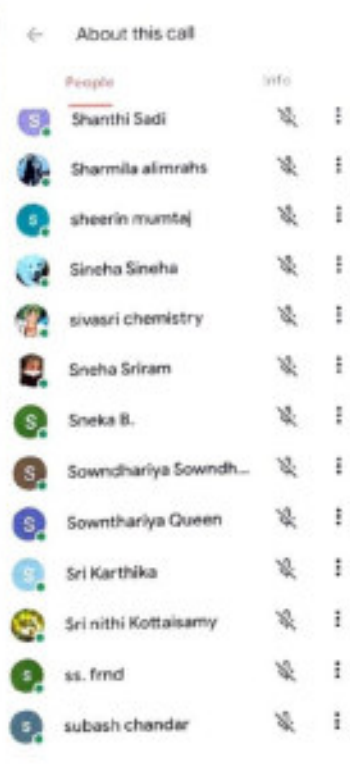 About this call
People
Info
Shanthi Sadi
Sharmila alimrahs
sheerin mumtaj
Sineha Sineha
sivasri chemistry
Sneha Sriram
Sneka B.
Sowndhariya Sowndh...
Sownthariya Queen
Sri Karthika
Sri nithi Kottaisamy
ss. frnd
subash chandar